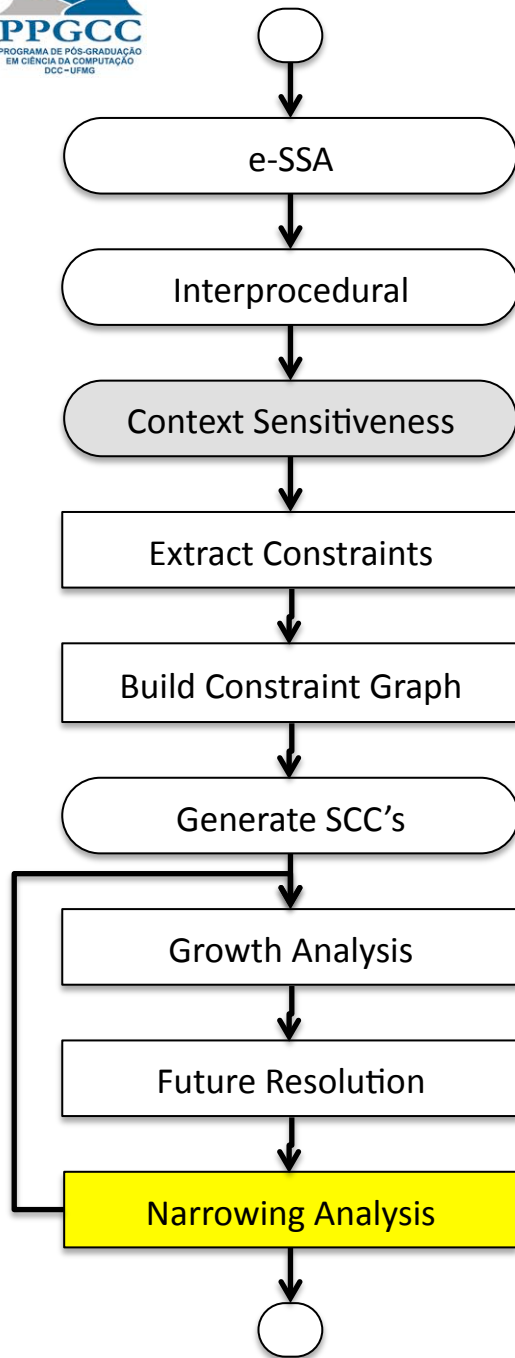 PPGCC
PROGRAMA DE PÓS-GRADUAÇÃO
EM CIÊNCIA DA COMPUTAÇÃO
DCC-UFMG
e-SSA
Interprocedural
Context Sensitiveness
Extract Constraints
Build Constraint Graph
Generate SCC's
Growth Analysis
Future Resolution
Narrowing Analysis